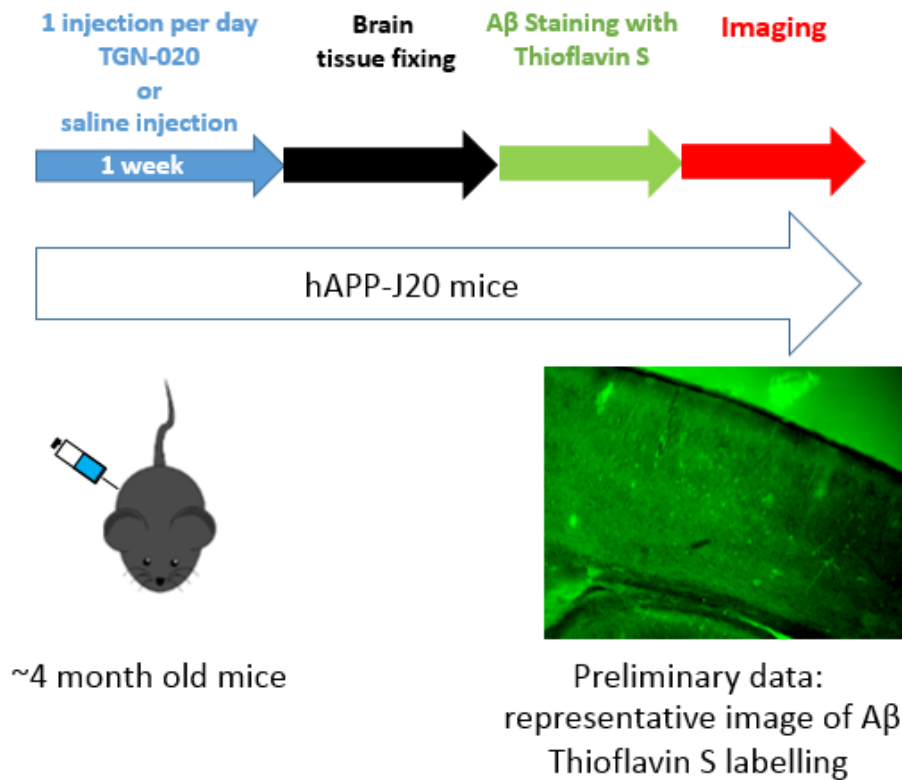 1 injection per day
TGN-020
or
saline injection
1 week
Brain
tissue fixing
Aβ Staining with
Thioflavin S
Imaging
hAPP-J20 mice
~4 month old mice
Preliminary data:
representative image of Aβ
Thioflavin S labelling